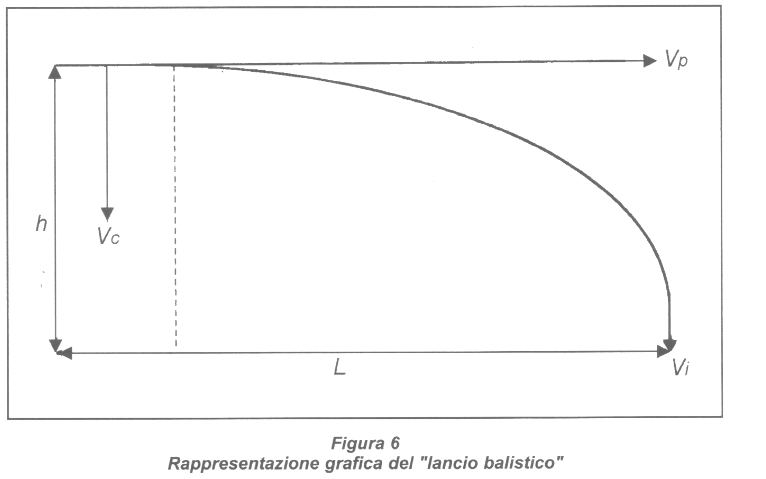 Vp
h
Vc
L
Vi
Figura 6
Rappresentazione grafica del "lancio balistico"